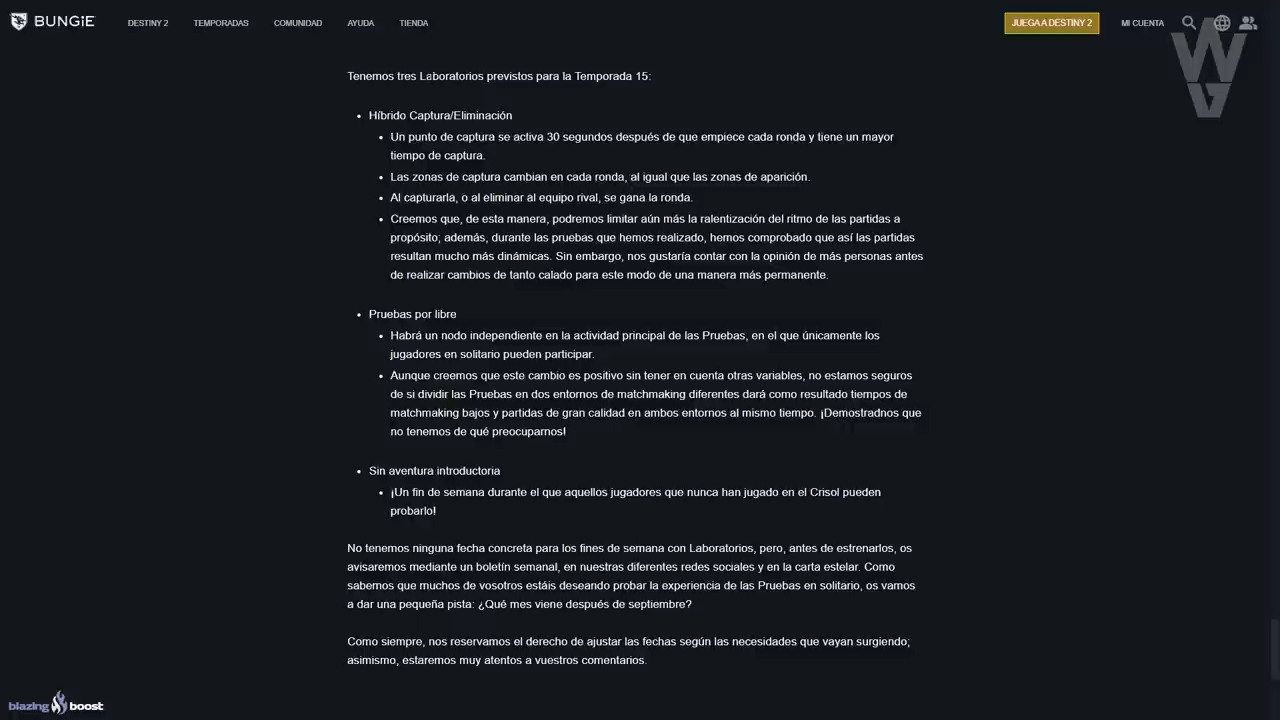 BUNGiE
DESTINY 2
TEMPORADAS
COMUNIDAD
AYUDA
TIENDA
JUEGA A DESTINY 2
MI CUENTA
Tenemos tres Laboratorios previstos para la Temporada 15:
Híbrido Captura/Eliminación
Un punto de captura se activa 30 segundos después de que empiece cada ronda y tiene un mayor
tiempo de captura.
Las zonas de captura cambian en cada ronda, al igual que las zonas de aparición.
Al capturarla, o al eliminar al equipo rival, se gana la ronda.
Creemos que, de esta manera, podremos limitar aún más la ralentización del ritmo de las partidas a
propósito; además, durante las pruebas que hemos realizado, hemos comprobado que así las partidas
resultan mucho más dinámicas. Sin embargo, nos gustaría contar con la opinión de más personas antes
de realizar cambios de tanto calado para este modo de una manera más permanente.
Pruebas por libre
Habrá un nodo independiente en la actividad principal de las Pruebas, en el que únicamente los
jugadores en solitario pueden participar.
Aunque creemos que este cambio es positivo sin tener en cuenta otras variables, no estamos seguros
de si dividir las Pruebas en dos entornos de matchmaking diferentes dará como resultado tiempos de
matchmaking bajos y partidas de gran calidad en ambos entornos al mismo tiempo. ¡Demostradnos que
no tenemos de qué preocuparnos!
Sin aventura introductoria
¡Un fin de semana durante el que aquellos jugadores que nunca han jugado en el Crisol pueden
probarlo!
No tenemos ninguna fecha concreta para los fines de semana con Laboratorios, pero, antes de estrenarlos, os
avisaremos mediante un boletín semanal, en nuestras diferentes redes sociales y en la carta estelar. Como
sabemos que muchos de vosotros estáis deseando probar la experiencia de las Pruebas en solitario, os vamos
a dar una pequeña pista: ¿Qué mes viene después de septiembre?
Como siempre, nos reservamos el derecho de ajustar las fechas según las necesidades que vayan surgiendo;
asimismo, estaremos muy atentos a vuestros comentarios.
blazing boost